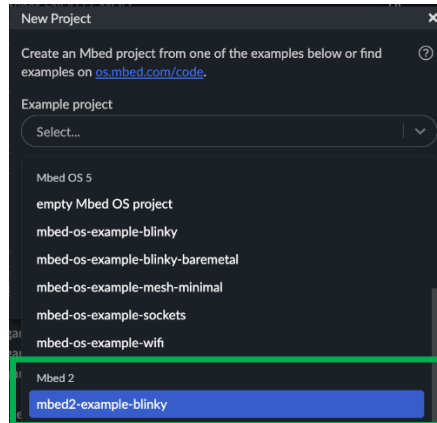 New Project
Create an Mbed project from one of the examples below or find
examples on os.mbed.com/code.
Example project
Select...
Mbed OS 5
empty Mbed OS project
mbed-os-example-blinky
mbed-os-example-blinky-baremetal
mbed-os-example-mesh-minimal
mbed-os-example-sockets
mbed-os-example-wifi
Mbed 2
mbed2-example-blinky